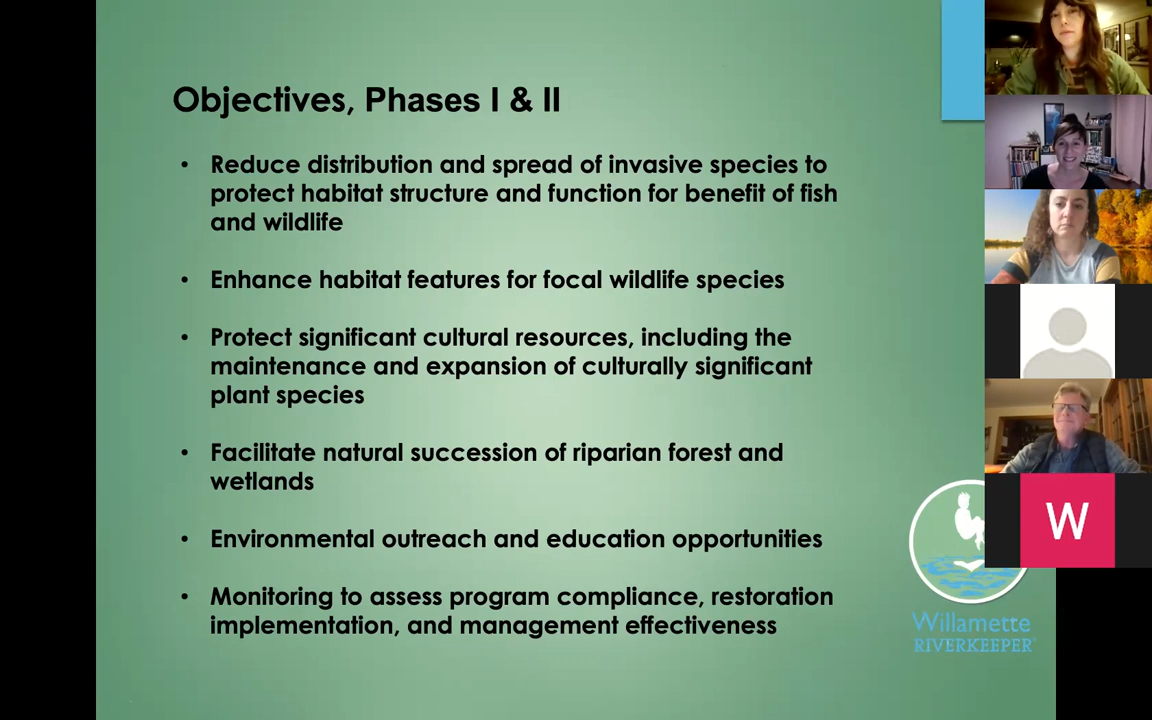 Objectives, Phases I & II
• Reduce distribution and spread of invasive species to
protect habitat structure and function for benefit of fish
and wildlife
• Enhance habitat features for focal wildlife species
• Protect significant cultural resources, including the
maintenance and expansion of culturally significant
plant species
• Facilitate natural succession of riparian forest and
wetlands
• Environmental outreach and education opportunities
• Monitoring to assess program compliance, restoration
implementation, and management effectiveness
W
Willamette
RIVERKEEPER®